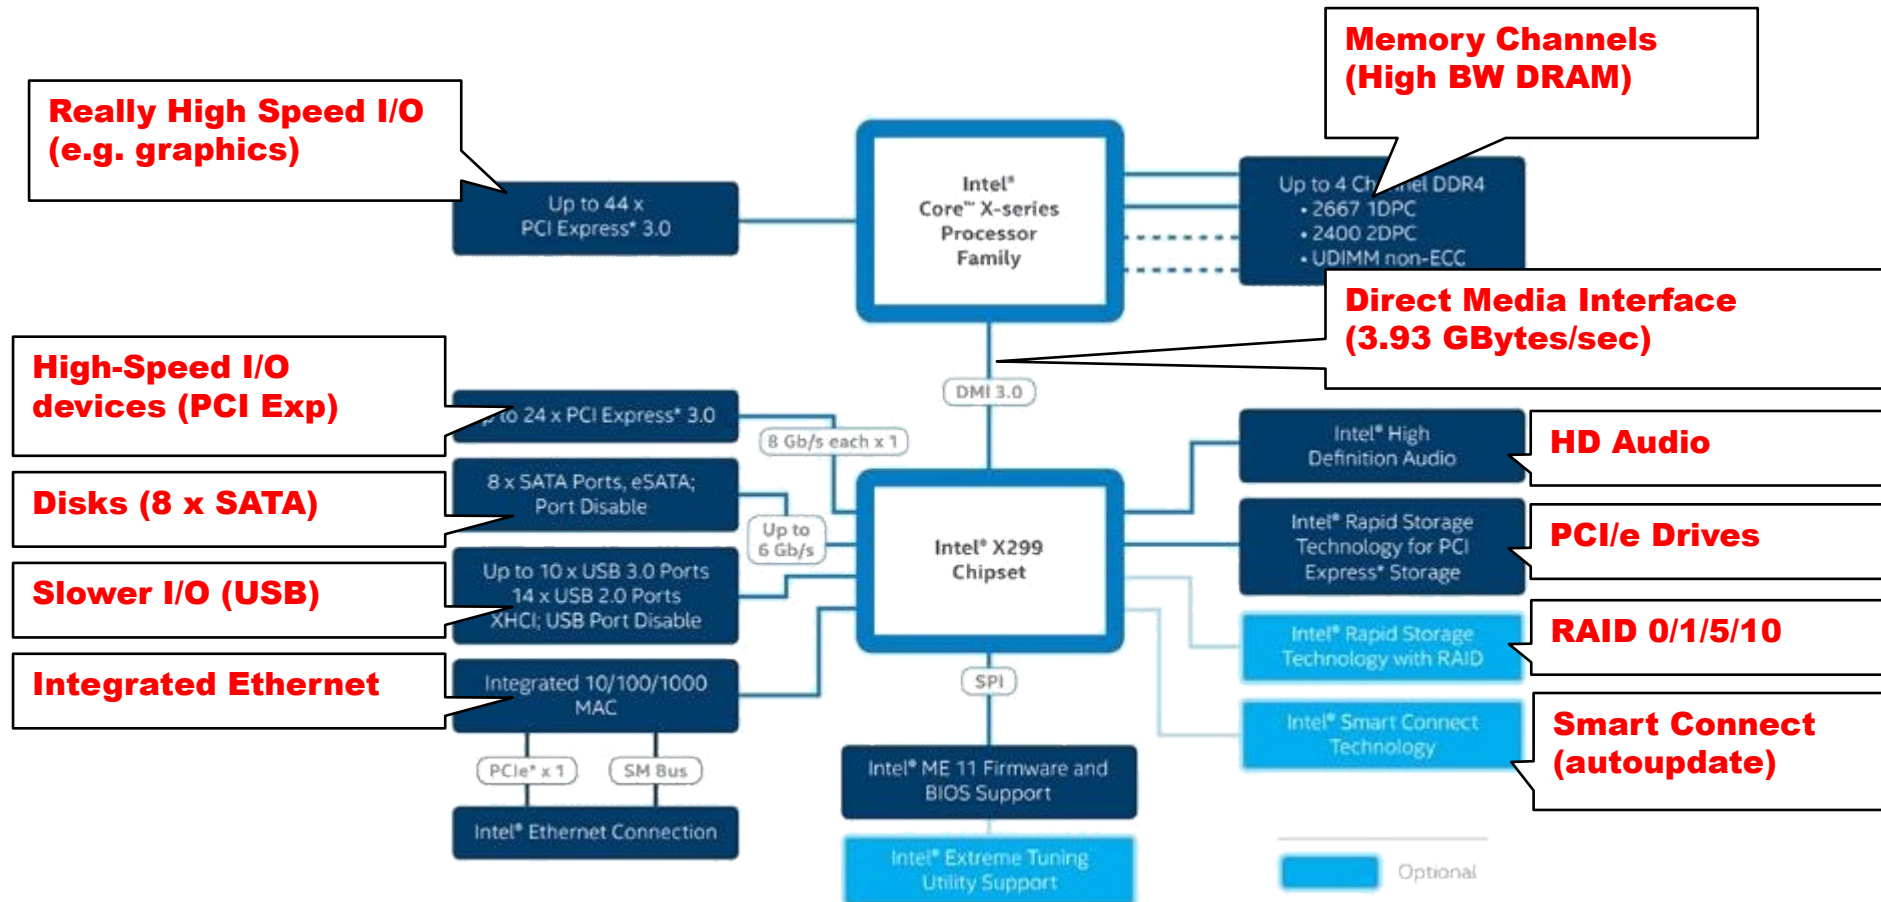 Memory Channels
(High BW DRAM)
Really High Speed I/O
(e.g. graphics)
Up to 44 x
PCI Express* 3.0
Intel®
Core™ X-series
Processor
Family
Up to 4 Ch nel DDR4
• 2667 1DPC
• 2400 2DPC
• UDIMM non-ECC
Direct Media Interface
(3.93 GBytes/sec)
DMI 3.0
High-Speed I/O
devices (PCI Exp)
to 24 x PCI Express* 3.0
8 Gb/s each x 1
Disks (8 x SATA)
8 x SATA Ports, eSATA;
Port Disable
Up to
6 Gb/s
Slower I/O (USB)
Up to 10 x USB 3.0 Ports
14 x USB 2.0 Ports
XHCI; USB Port Disable
Integrated Ethernet
Integrated 10/100/1000
MAC
PCIe* x 1
SM Bus
Intel® Ethernet Connection
Intel® X299
Chipset
SPI
Intel® ME 11 Firmware and
BIOS Support
Intel® Extreme Tuning
Utility Support
Intel® High
Definition Audio
HD Audio
Intel® Rapid Storage
Technology for PCI
Express* Storage
PCI/e Drives
Intel® Rapid Storage
Technology with RAID
RAID 0/1/5/10
Intel® Smart Connect
Technology
Smart Connect
(autoupdate)
Optional